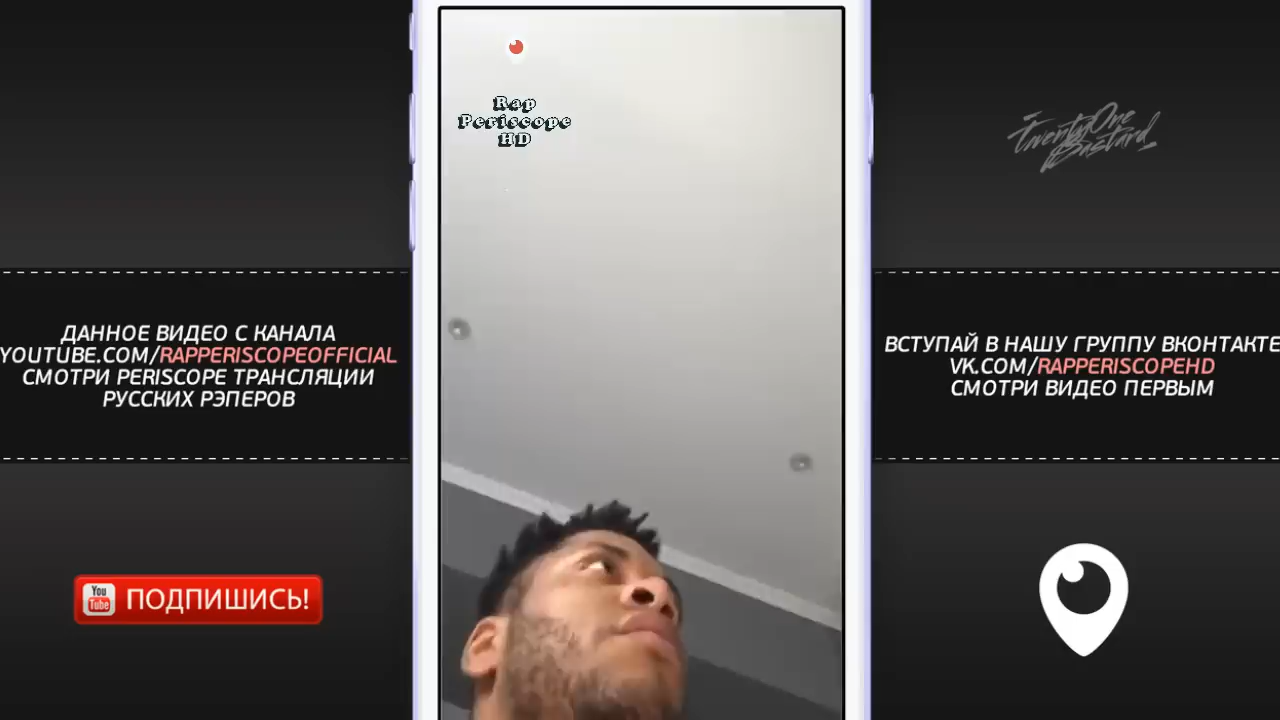 Rap
Periscope
HD
TwentyOne
Bastard
ДАННОЕ ВИДЕО С КАНАЛА
YOUTUBE.COM/RAPPERISCOPEOFFICIAL
СМОТРИ PERISCOPE ТРАНСЛЯЦИИ
РУССКИХ РЭПЕРОВ
ВСТУПАЙ В НАШУ ГРУППУ ВКОНТАКТЕ
VK.COM/RAPPERISCOPEHD
СМОТРИ ВИДЕО ПЕРВЫМ
You
Tube
ПОДПИШИСЬ!